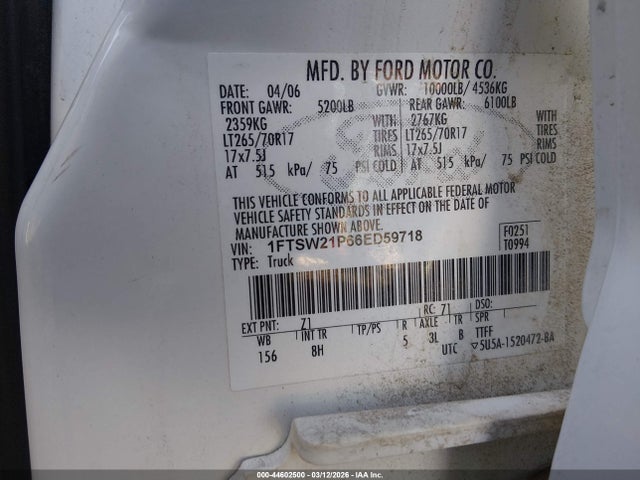 MFD. BY FORD MOTOR CO.
DATE: 04/06 GVWR: 10000LB/ 4536KG
FRONT GAWR: 5200LB REAR GAWR: 6100LB
2359KG WITH 2767KG WITH
LT265/70R17 TIRES LT265/70R17 TIRES
17x7.5J RIMS 17x7.5J RIMS
AT 515 kPa/ 75 PSI COLD AT 515 kPa/ 75 PSI COLD
THIS VEHICLE CONFORMS TO ALL APPLICABLE FEDERAL MOTOR
VEHICLE SAFETY STANDARDS IN EFFECT ON THE DATE OF
MANUFACTURE SHOWN ABOVE.
VIN: 1FTSW21P66ED59718 F0251
TYPE: Truck T0994
EXT PNT: Z1 RC: 71 DSO:
WB INT TR TP/PS R AXLE TR SPR
156 8H 5 3L B TTFF
UTC ▽5U5A-1520472-BA
000-44602500 - 03/12/2026 - IAA Inc.